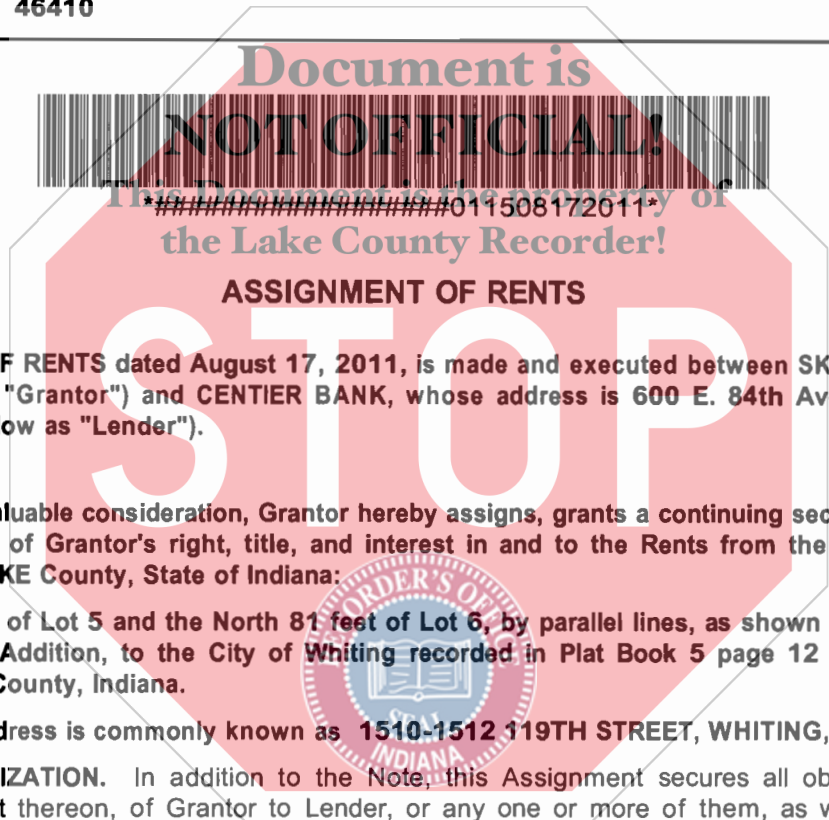 46410
Document is
NOT OFFICIAL!
This Document is the property of
*###################011508172011*
the Lake County Recorder!
ASSIGNMENT OF RENTS
STOP
F RENTS dated August 17, 2011, is made and executed between SK
"Grantor") and CENTIER BANK, whose address is 600 E. 84th Av
ow as "Lender").
aluable consideration, Grantor hereby assigns, grants a continuing sec
of Grantor's right, title, and interest in and to the Rents from the
KE County, State of Indiana:
of Lot 5 and the North 81 feet of Lot 6, by parallel lines, as shown
Addition, to the City of Whiting recorded in Plat Book 5 page 12
County, Indiana.
dress is commonly known as 1510-1512 119TH STREET, WHITING,
IZATION. In addition to the Note, this Assignment secures all ob
t thereon, of Grantor to Lender, or any one or more of them, as w
RECORDER'S OFFICE
SEAL
INDIANA